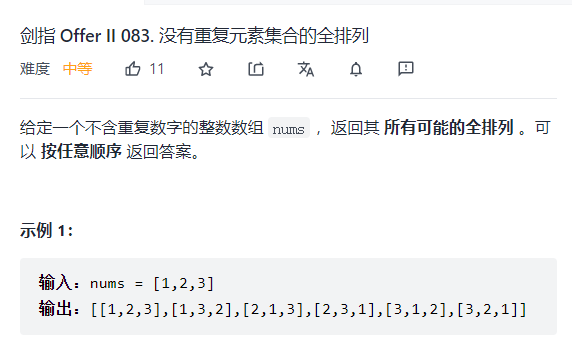 剑指 Offer II 083. 没有重复元素集合的全排列
难度 中等 11
给定一个不含重复数字的整数数组 nums ，返回其 所有可能的全排列 。可
以 按任意顺序 返回答案。
示例 1：
输入：nums = [1,2,3]
输出：[[1,2,3],[1,3,2],[2,1,3],[2,3,1],[3,1,2],[3,2,1]]